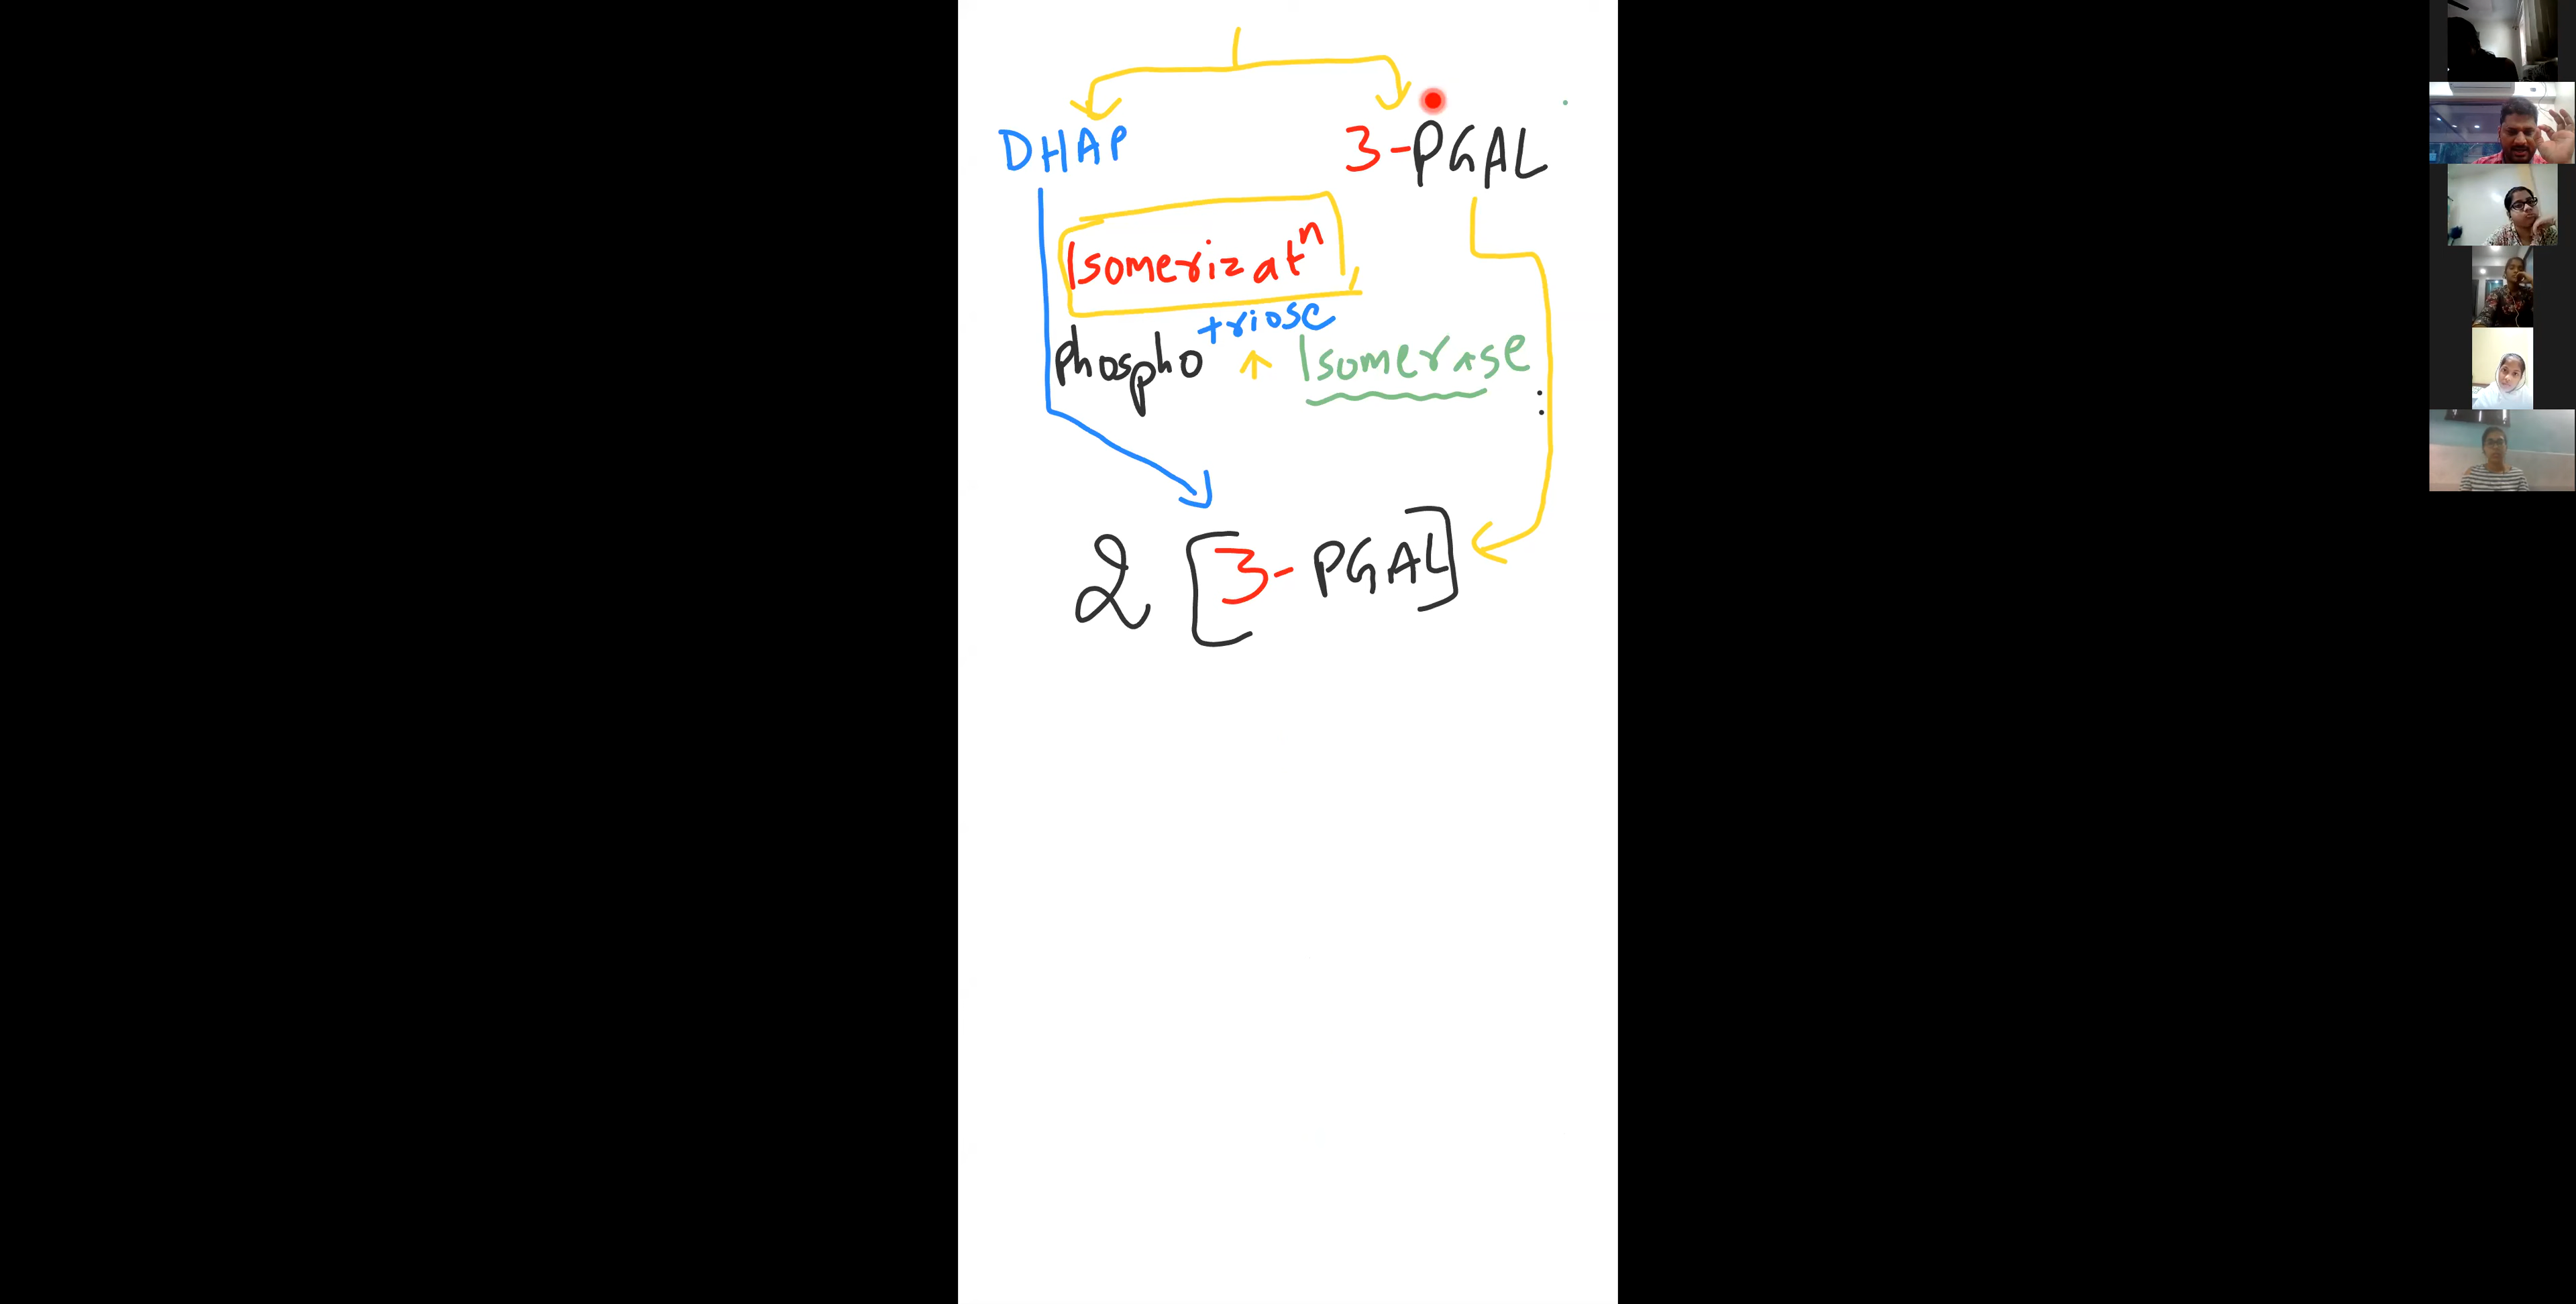 DHAP 3-PGAL
Isomerizatⁿ
triose
phospho Isomerase
2 [3-PGAL]